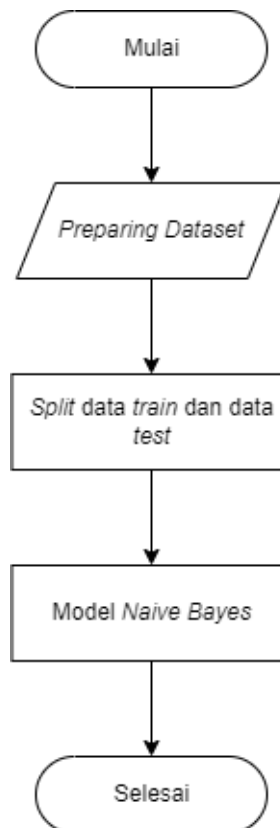 Mulai
Preparing Dataset
Split data train dan data
test
Model Naive Bayes
Selesai